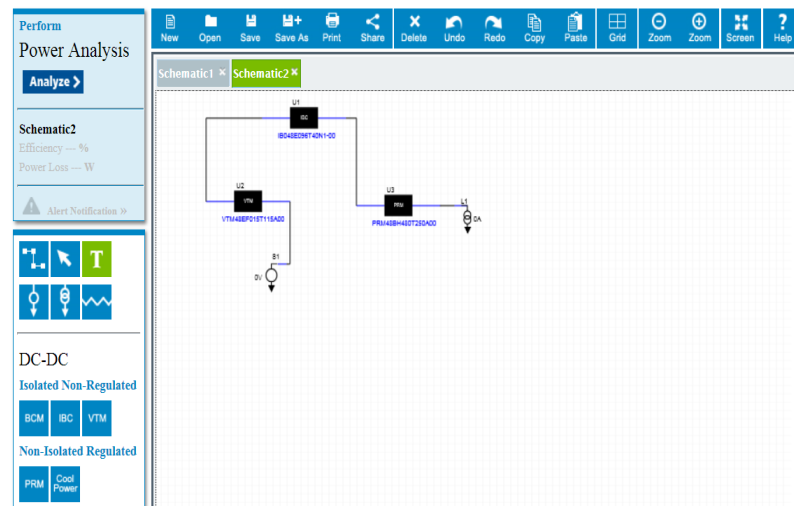 Perform
Power Analysis
Analyze
Schematic2
Efficiency --- %
Power Loss --- W
Alert Notification »
T
DC-DC
Isolated Non-Regulated
BCM IBC VTM
Non-Isolated Regulated
PRM Cool Power
New Open Save Save As Print Share Delete Undo Redo Copy Paste Grid Zoom Zoom Screen Help
Schematic1 × Schematic2 ×
U1
IBC
IB048E096T40N1-00
U2
VTM
VTM48EF015T115A00
U3
PRM
PRM48BH480T250A00
L1
0A
S1
0V